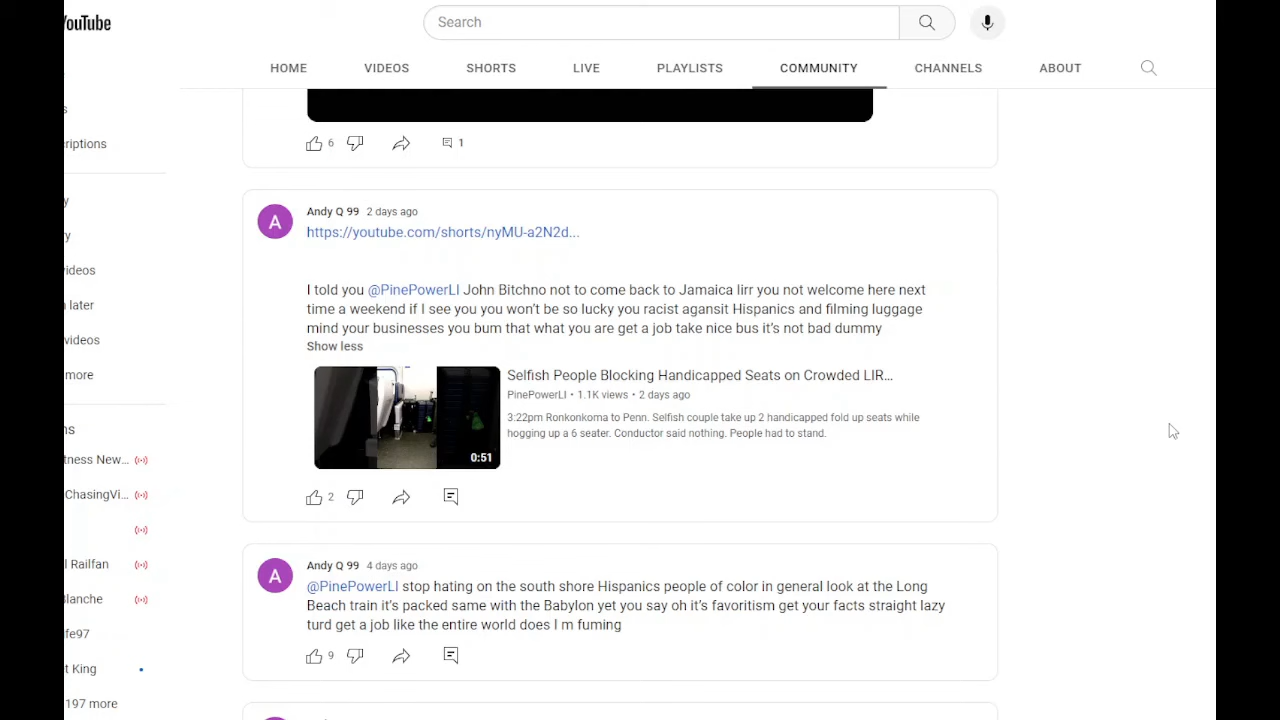 YouTube
Search
HOME VIDEOS SHORTS LIVE PLAYLISTS COMMUNITY CHANNELS ABOUT
s
criptions
y
ry
videos
n later
videos
more
ns
tness New...
ChasingVi...
l Railfan
Blanche
ife97
t King
197 more
6 1
A
Andy Q 99 2 days ago
https://youtube.com/shorts/nyMU-a2N2d...
I told you @PinePowerLI John Bitchno not to come back to Jamaica lirr you not welcome here next
time a weekend if I see you you won't be so lucky you racist agansit Hispanics and filming luggage
mind your businesses you bum that what you are get a job take nice bus it's not bad dummy
Show less
0:51
Selfish People Blocking Handicapped Seats on Crowded LIR...
PinePowerLI • 1.1K views • 2 days ago
3:22pm Ronkonkoma to Penn. Selfish couple take up 2 handicapped fold up seats while
hogging up a 6 seater. Conductor said nothing. People had to stand.
2
A
Andy Q 99 4 days ago
@PinePowerLI stop hating on the south shore Hispanics people of color in general look at the Long
Beach train it's packed same with the Babylon yet you say oh it's favoritism get your facts straight lazy
turd get a job like the entire world does I m fuming
9